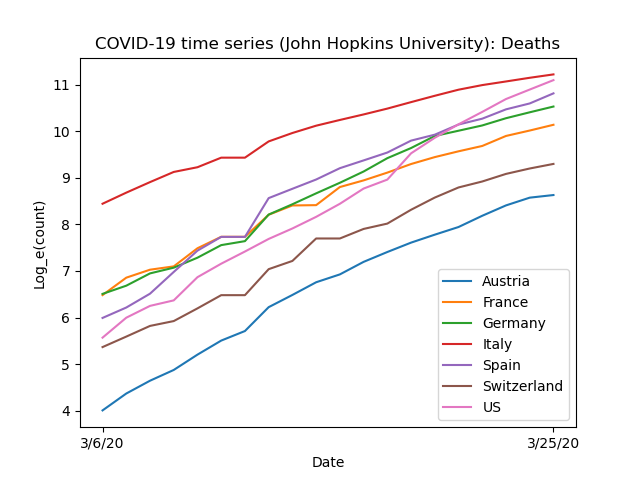 COVID-19 time series (John Hopkins University): Deaths
Log_e(count)
11
10
9
8
7
6
5
4
Austria
France
Germany
Italy
Spain
Switzerland
US
3/6/20
3/25/20
Date